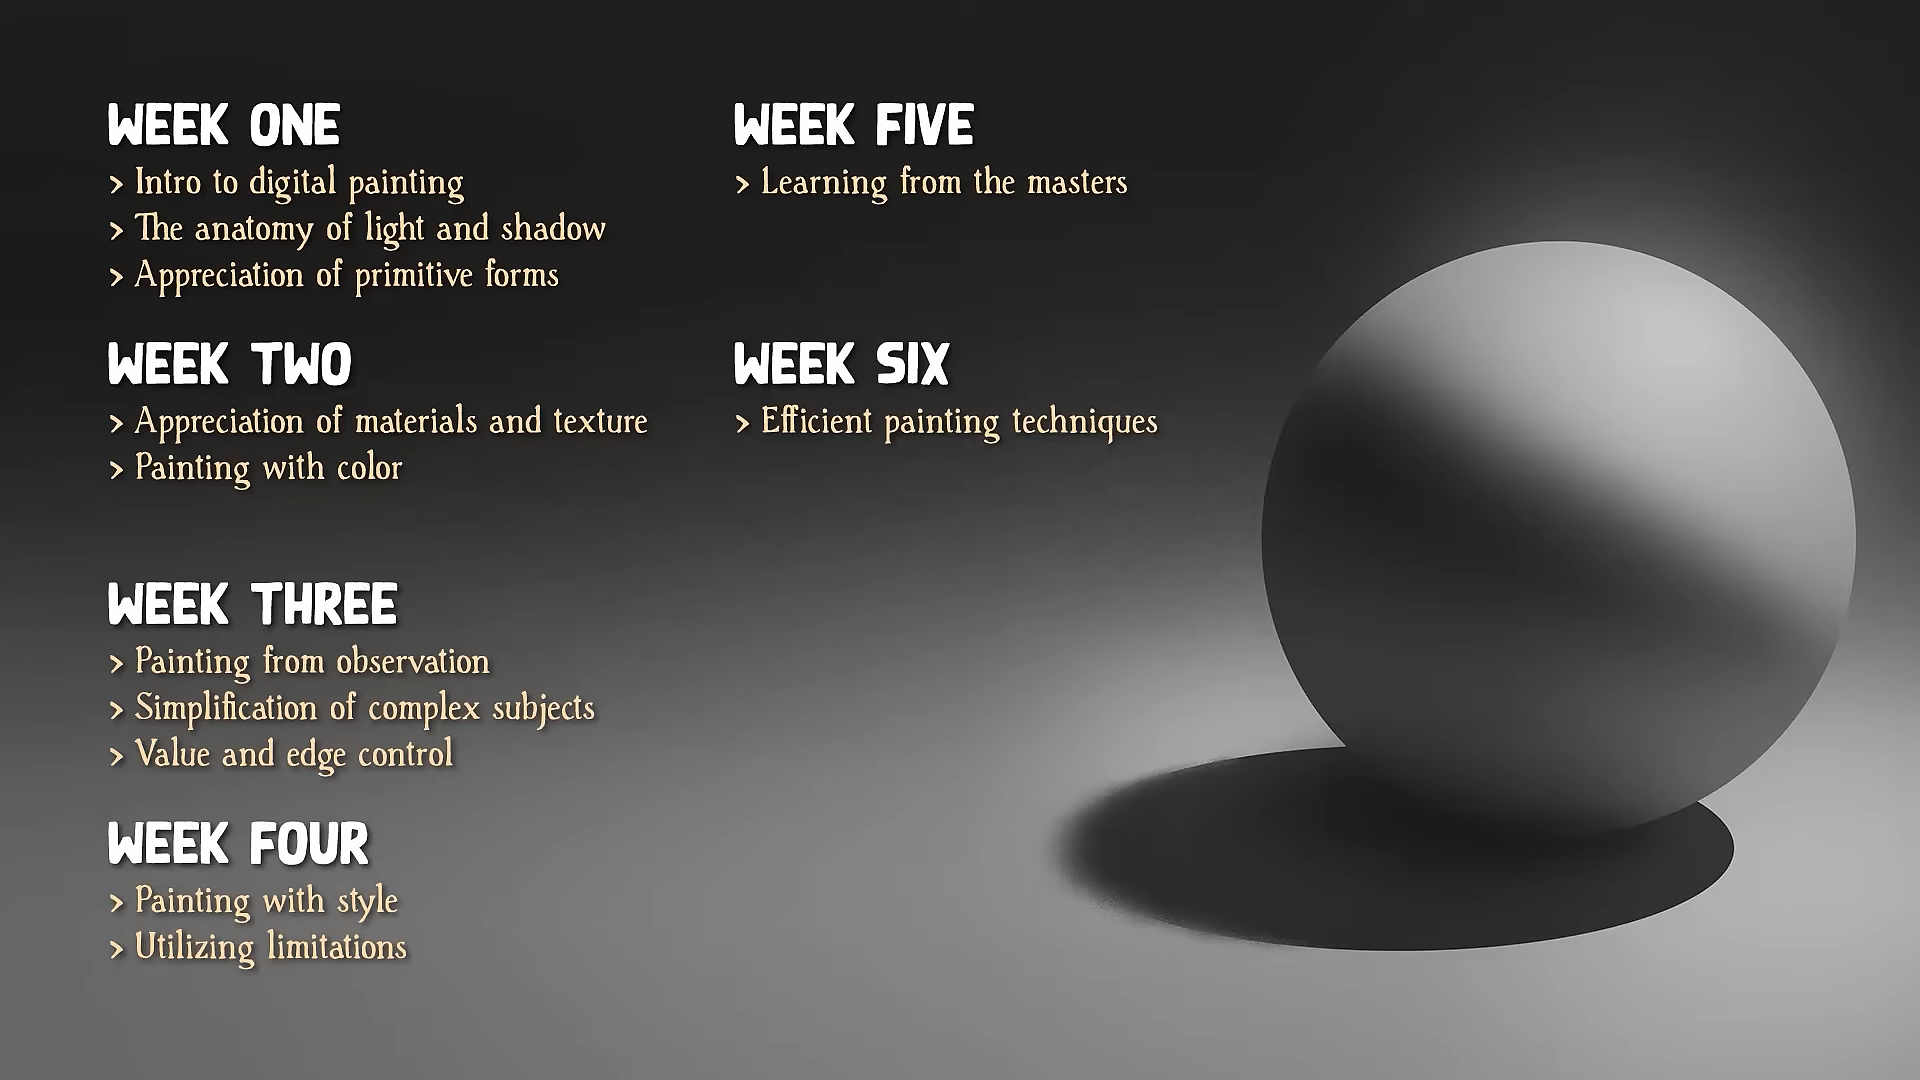 WEEK ONE
> Intro to digital painting
> The anatomy of light and shadow
> Appreciation of primitive forms
WEEK TWO
> Appreciation of materials and texture
> Painting with color
WEEK THREE
> Painting from observation
> Simplification of complex subjects
> Value and edge control
WEEK FOUR
> Painting with style
> Utilizing limitations
WEEK FIVE
> Learning from the masters
WEEK SIX
> Efficient painting techniques